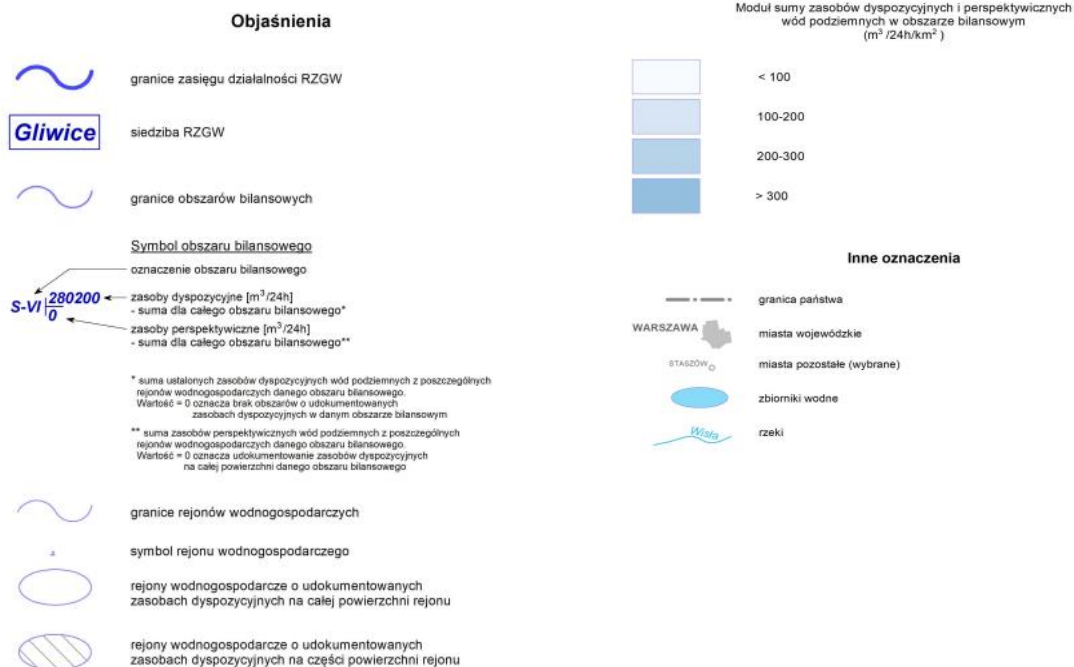 Objaśnienia
granice zasięgu działalności RZGW
Gliwice
siedziba RZGW
granice obszarów bilansowych
Symbol obszaru bilansowego
oznaczenie obszaru bilansowego
S-VI 280200
0
zasoby dyspozycyjne [m³/24h]
- suma dla całego obszaru bilansowego*
zasoby perspektywiczne [m³/24h]
- suma dla całego obszaru bilansowego**
* suma ustalonych zasobów dyspozycyjnych wód podziemnych z poszczególnych
rejonów wodnogospodarczych danego obszaru bilansowego.
Wartość = 0 oznacza brak obszarów o udokumentowanych
zasobach dyspozycyjnych w danym obszarze bilansowym
** suma zasobów perspektywicznych wód podziemnych z poszczególnych
rejonów wodnogospodarczych danego obszaru bilansowego.
Wartość = 0 oznacza udokumentowanie zasobów dyspozycyjnych
na całej powierzchni danego obszaru bilansowego
granice rejonów wodnogospodarczych
symbol rejonu wodnogospodarczego
rejony wodnogospodarcze o udokumentowanych
zasobach dyspozycyjnych na całej powierzchni rejonu
rejony wodnogospodarcze o udokumentowanych
zasobach dyspozycyjnych na części powierzchni rejonu
Moduł sumy zasobów dyspozycyjnych i perspektywicznych
wód podziemnych w obszarze bilansowym
(m³ /24h/km² )
< 100
100-200
200-300
> 300
Inne oznaczenia
granica państwa
WARSZAWA
miasta wojewódzkie
STASZÓW
miasta pozostałe (wybrane)
zbiorniki wodne
Wisła
rzeki